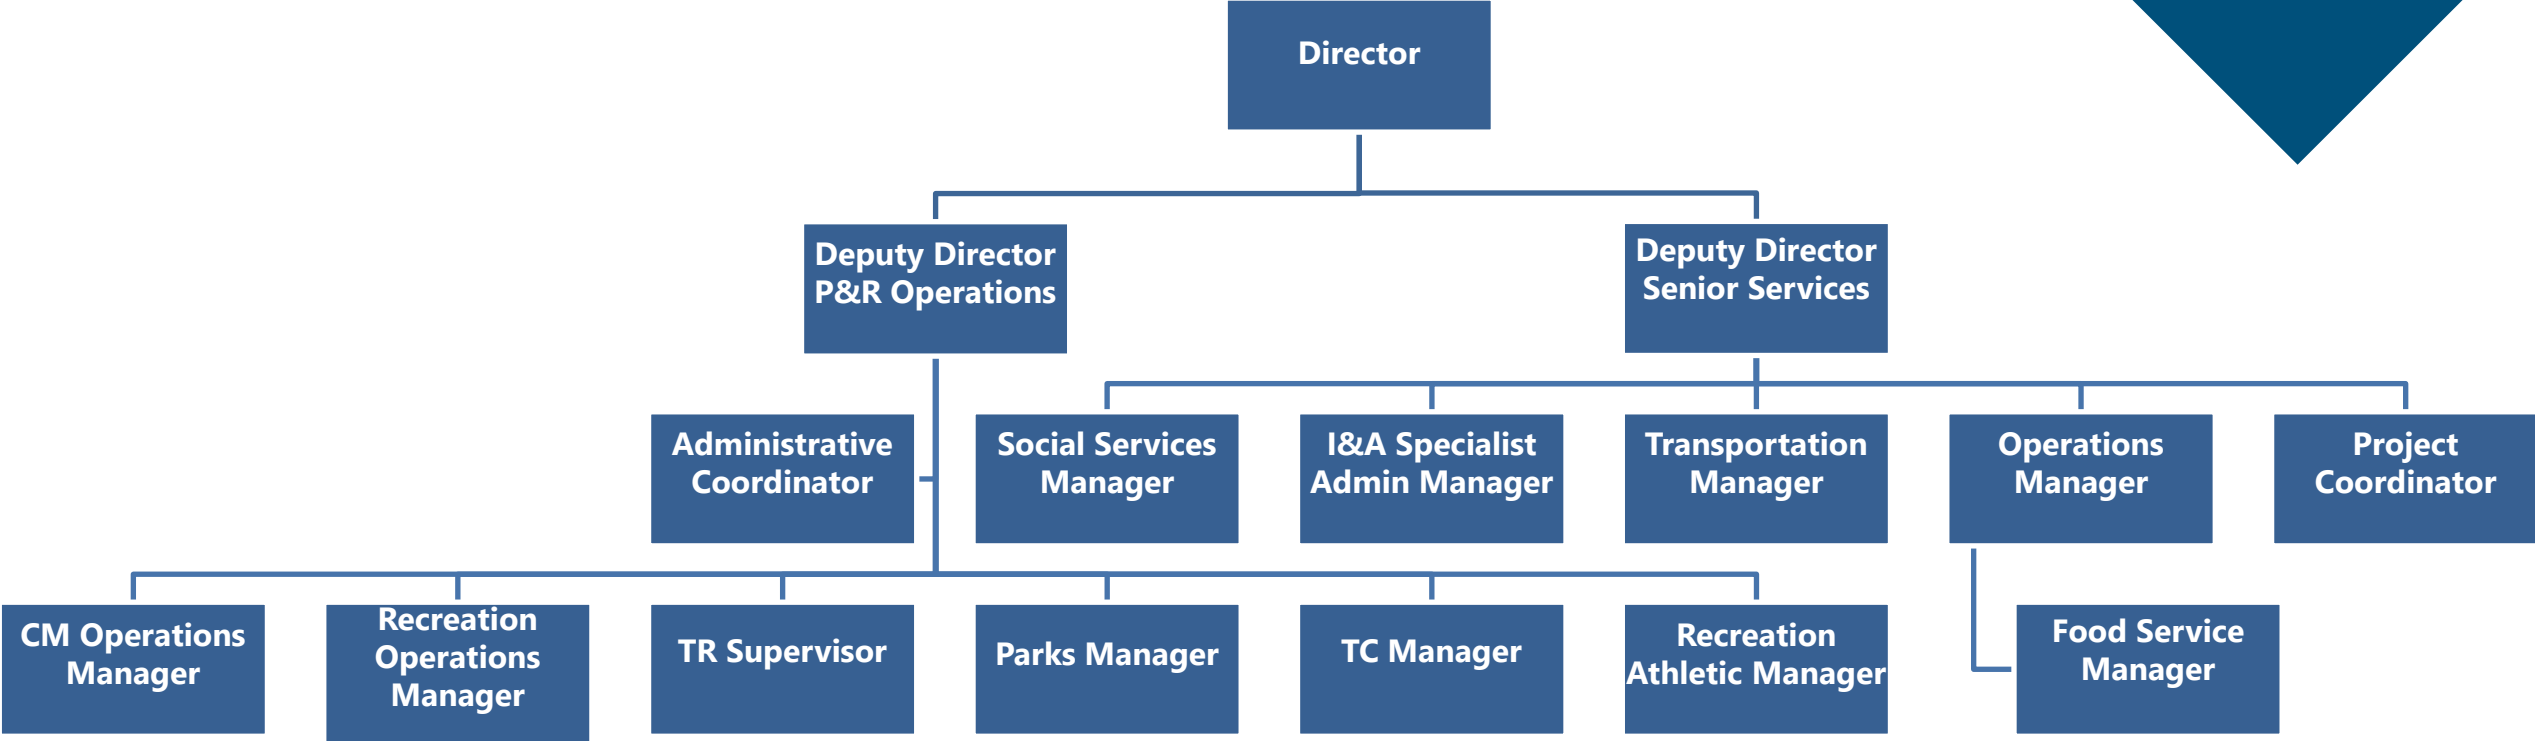 Director
Deputy Director
P&R Operations
Deputy Director
Senior Services
Administrative
Coordinator
Social Services
Manager
I&A Specialist
Admin Manager
Transportation
Manager
Operations
Manager
Project
Coordinator
CM Operations
Manager
Recreation
Operations
Manager
TR Supervisor
Parks Manager
TC Manager
Recreation
Athletic Manager
Food Service
Manager